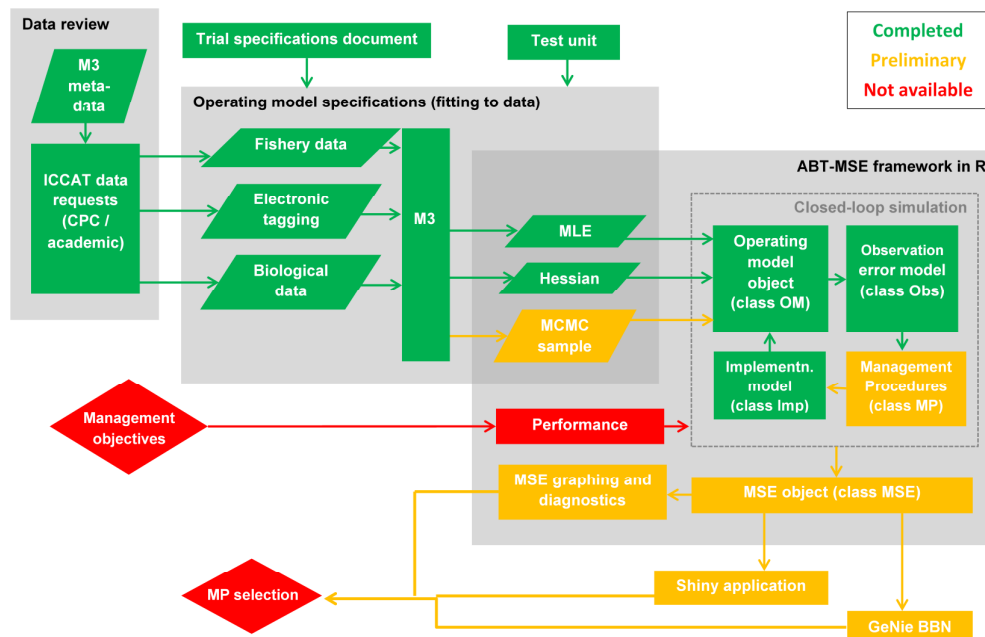 Data review
M3
meta-
data
ICCAT data
requests
(CPC /
academic)
Trial specifications document
Test unit
Completed
Preliminary
Not available
Operating model specifications (fitting to data)
Fishery data
Electronic
tagging
Biological
data
M3
ABT-MSE framework in R
MLE
Hessian
MCMC
sample
Closed-loop simulation
Operating
model
object
(class OM)
Observation
error model
(class Obs)
Implementn.
model
(class Imp)
Management
Procedures
(class MP)
Management
objectives
Performance
MSE graphing and
diagnostics
MSE object (class MSE)
MP selection
Shiny application
GeNie BBN